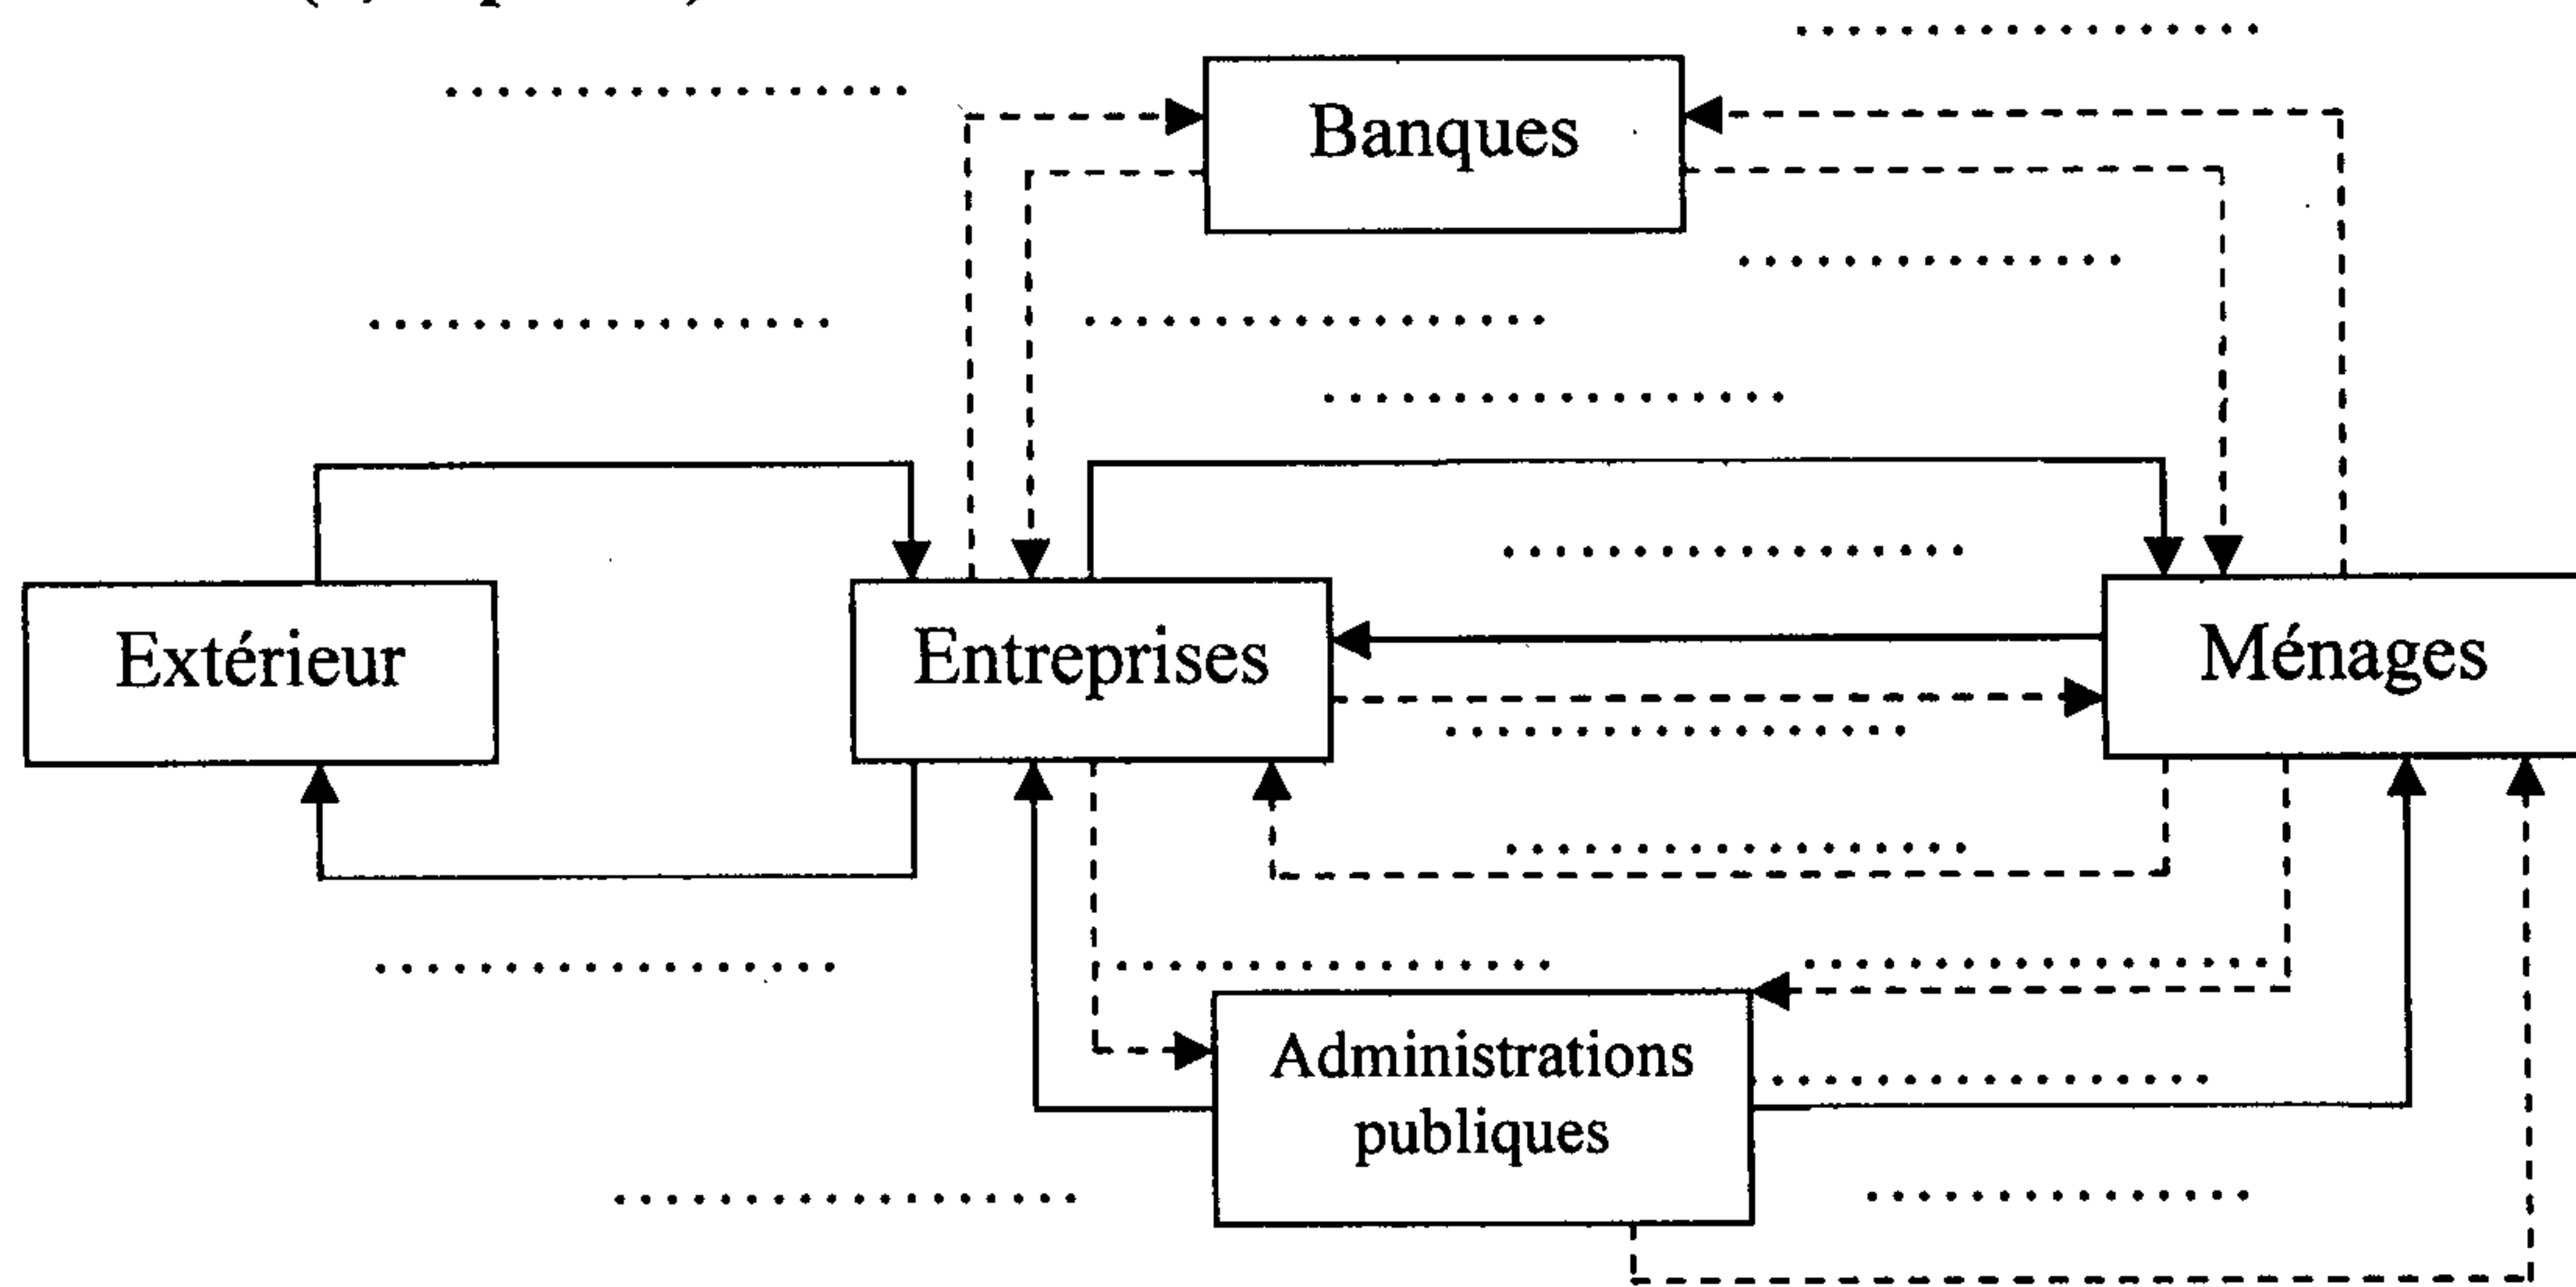 Banques
Extérieur
Entreprises
Ménages
Administrations
publiques